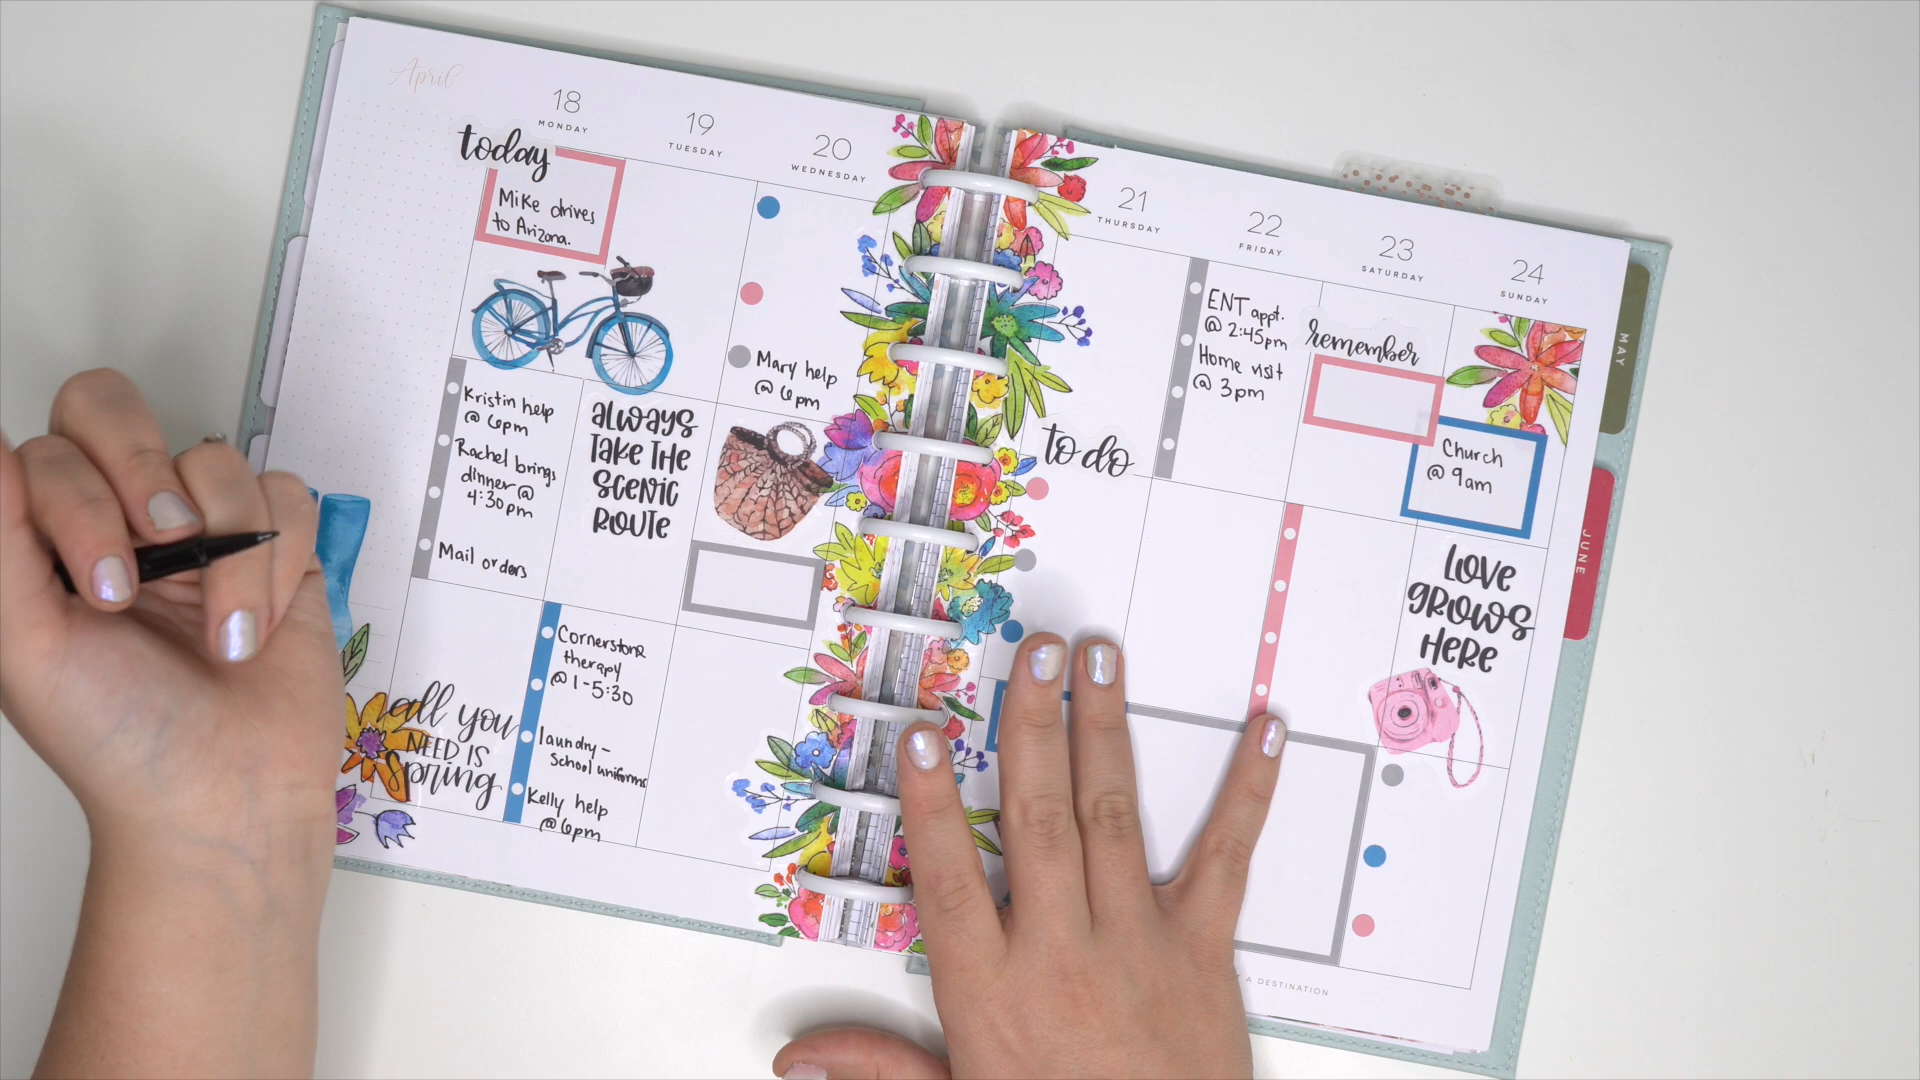 April
18
MONDAY
19
TUESDAY
20
WEDNESDAY
today
Mike drives
to Arizona.
Kristin help
@ 6pm
Rachel brings
dinner @
4:30pm
Mail orders
all you
NEED IS
spring
ALWAYS
TAKE THE
SCENIC
ROUTE
Cornerstone
therapy
@ 1-5:30
laundry -
School uniforms
Kelly help
@ 6pm
Mary help
@ 6pm
21
THURSDAY
22
FRIDAY
23
SATURDAY
24
SUNDAY
to do
ENT appt.
@ 2:45pm
Home visit
@ 3pm
remember
Church
@ 9am
LOVE
GROWS
HERE
A DESTINATION
MAY
JUNE